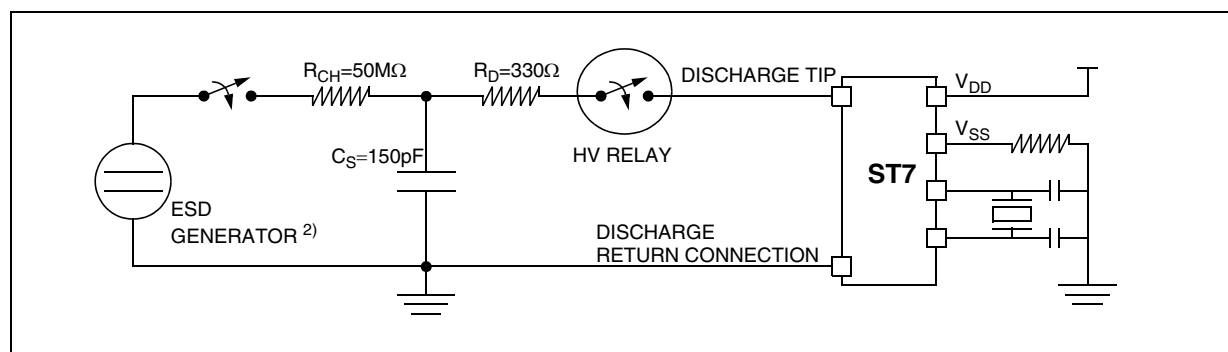 R_CH=50MΩ
R_D=330Ω
DISCHARGE TIP
V_DD
V_SS
HV RELAY
C_S=150pF
ST7
ESD
GENERATOR 2)
DISCHARGE
RETURN CONNECTION